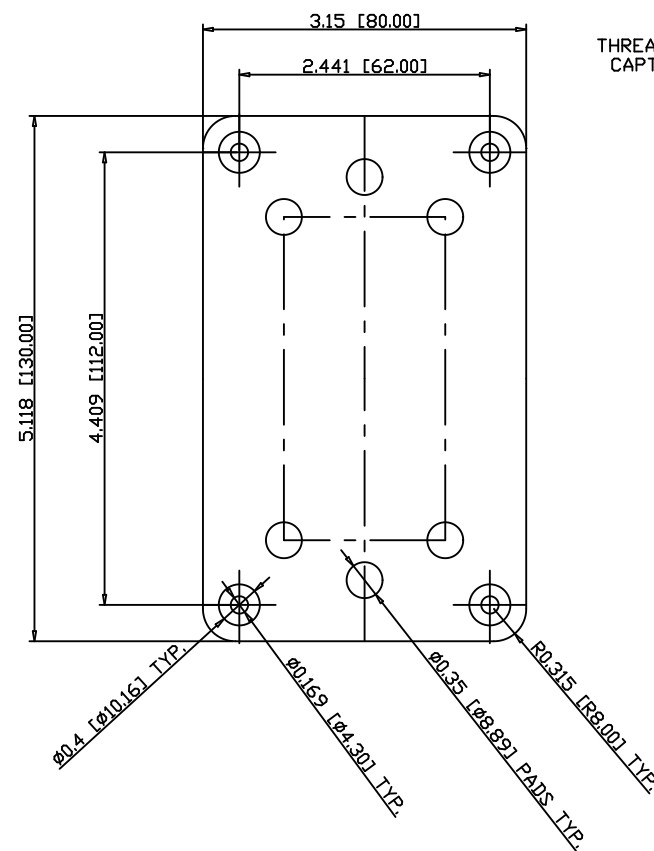 3.15 [80.00]
THREA
CAPT
2.441 [62.00]
5.118 [130.00]
4.409 [112.00]
ø0.4 [ø10.16] TYP.
ø0.169 [ø4.30] TYP.
ø0.35 [ø8.89] PADS TYP.
R0.315 [R8.00] TYP.